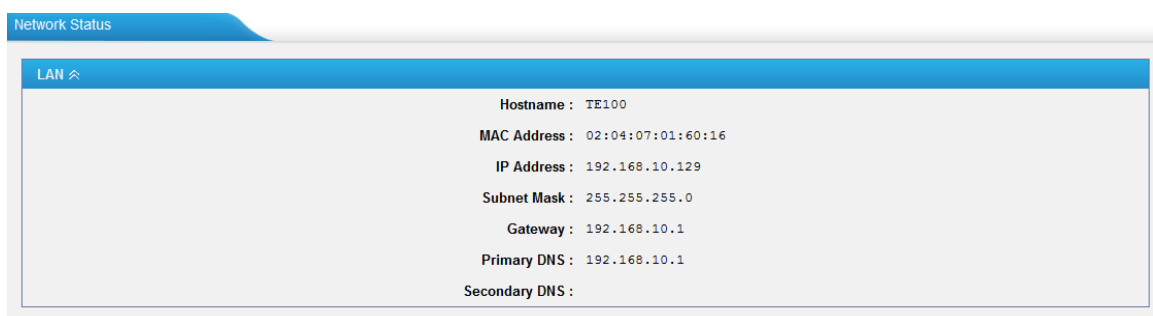 Network Status
LAN
Hostname : TE100
MAC Address : 02:04:07:01:60:16
IP Address : 192.168.10.129
Subnet Mask : 255.255.255.0
Gateway : 192.168.10.1
Primary DNS : 192.168.10.1
Secondary DNS :